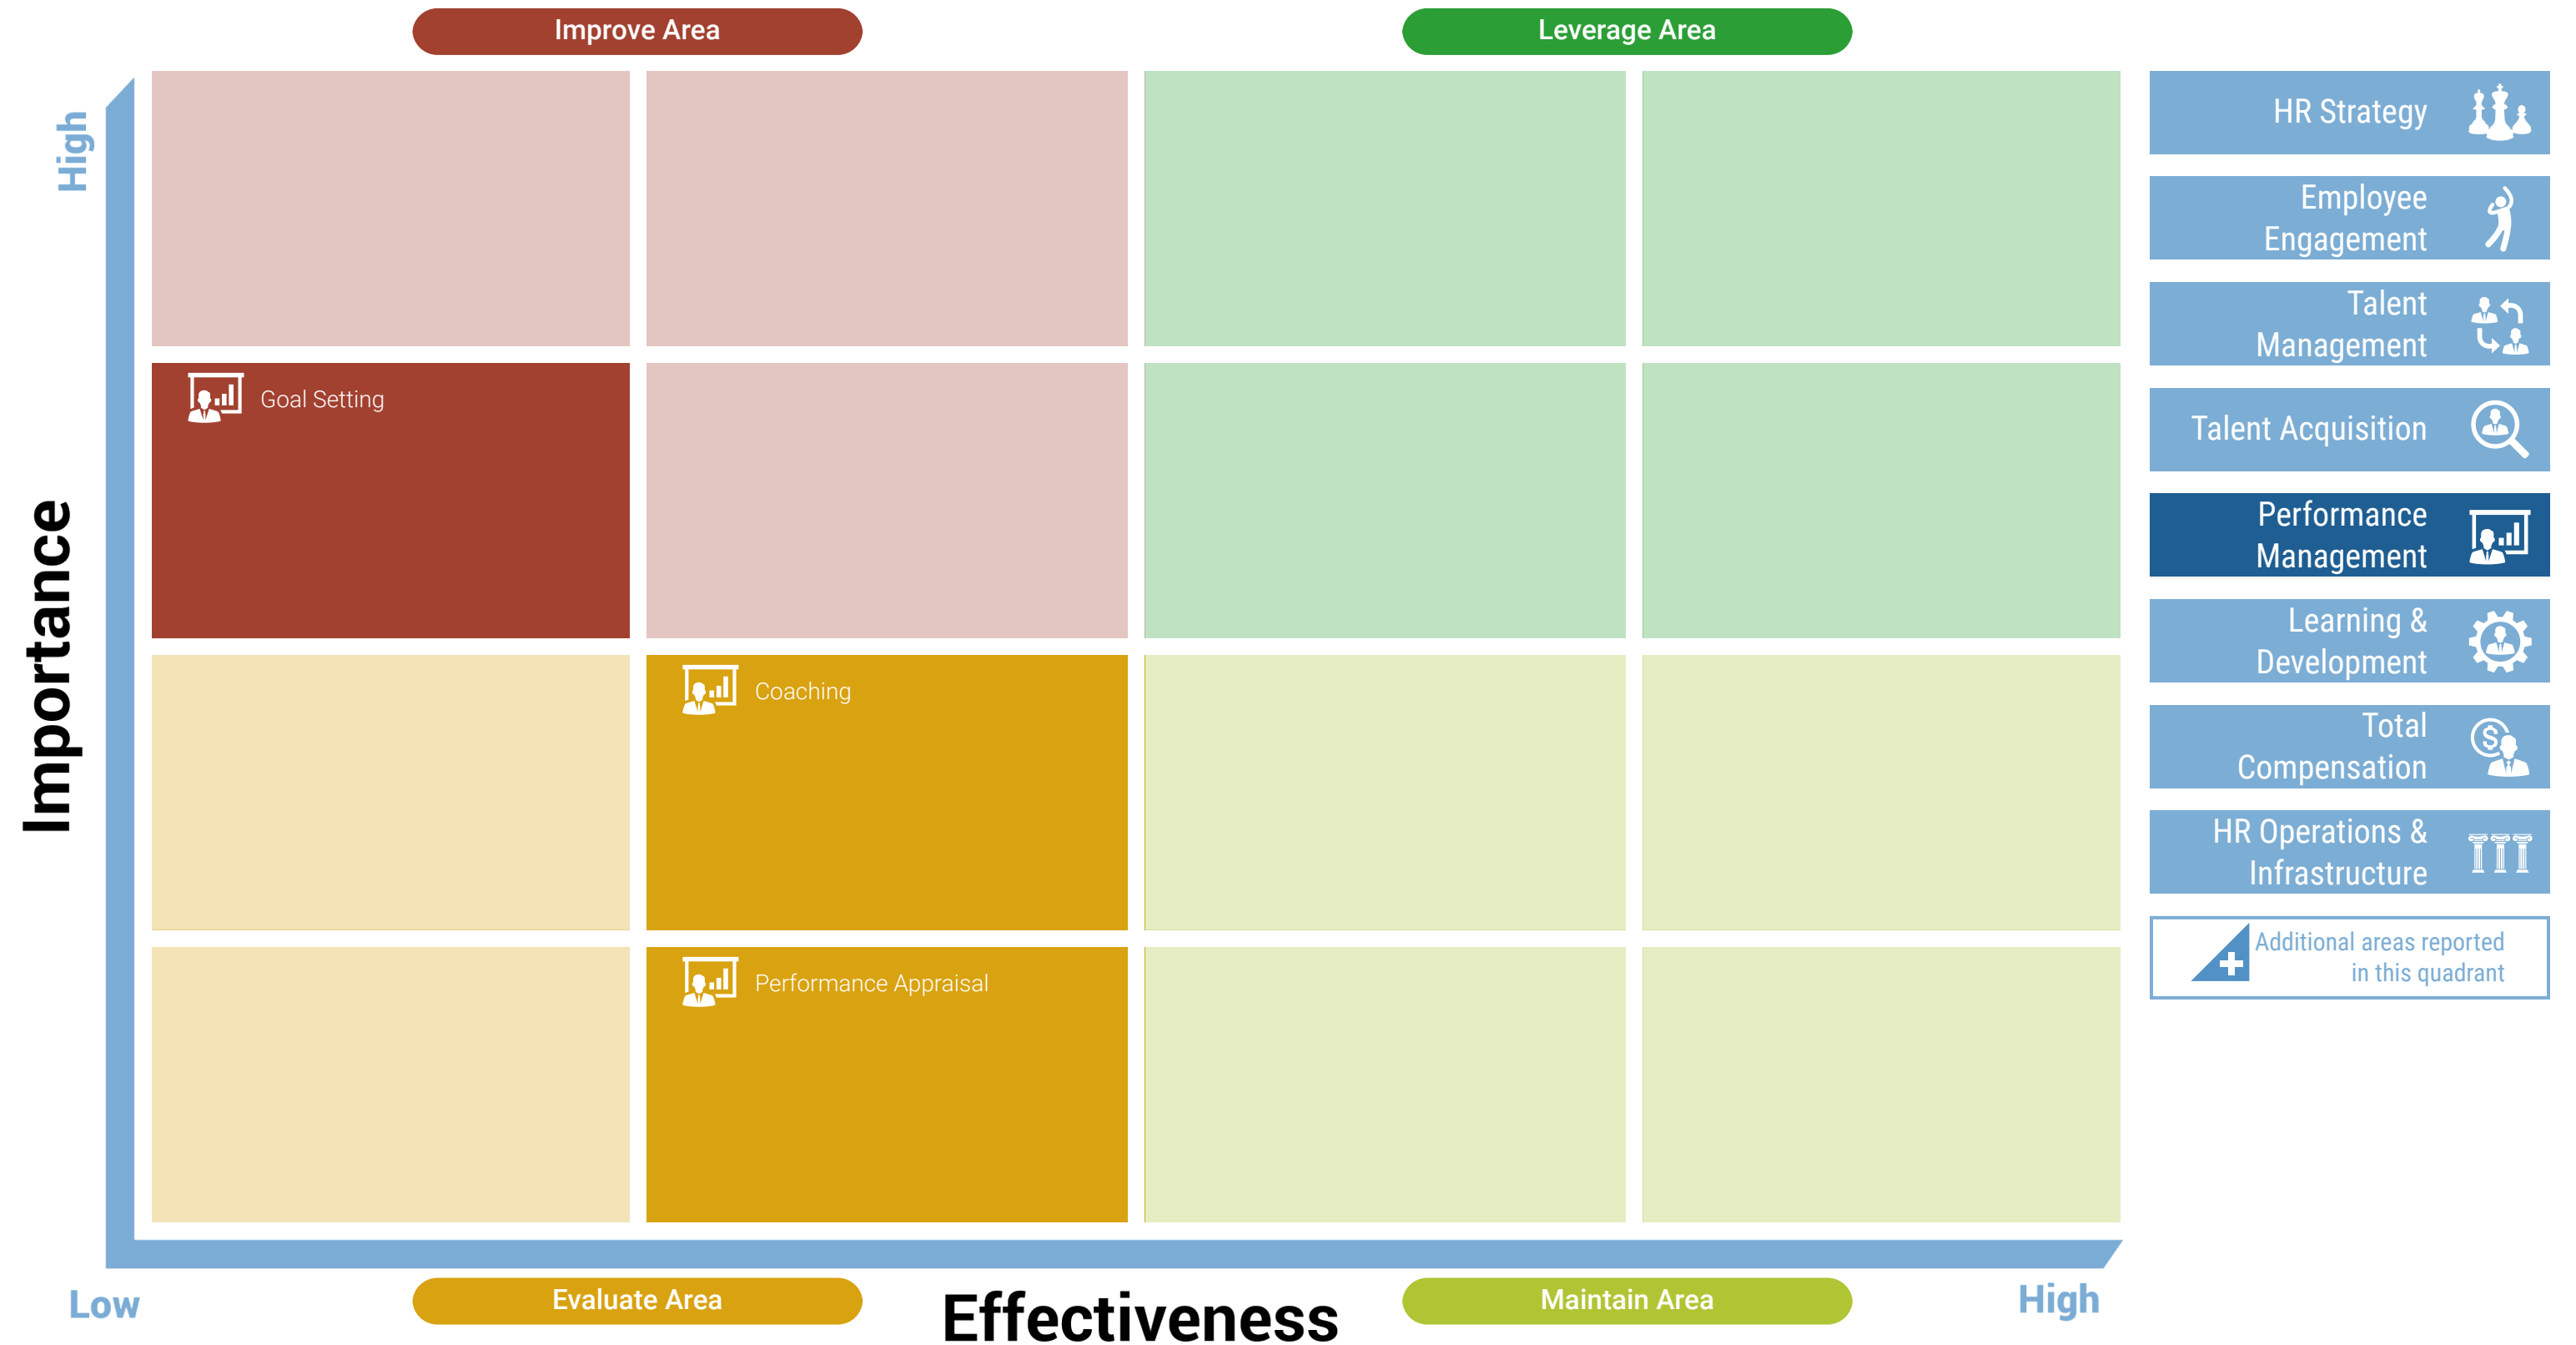 Improve Area
Leverage Area
High
Importance
Goal Setting
Coaching
Performance Appraisal
HR Strategy
Employee
Engagement
Talent
Management
Talent Acquisition
Performance
Management
Learning &
Development
Total
Compensation
HR Operations &
Infrastructure
Additional areas reported
in this quadrant
Low
Evaluate Area
Effectiveness
Maintain Area
High